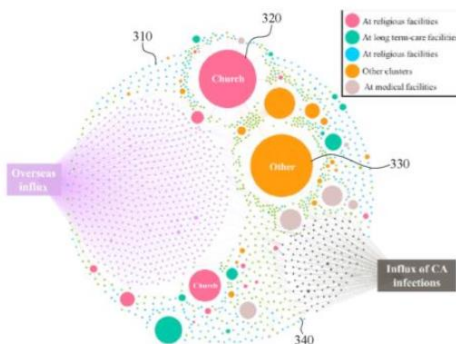 320
310
Church
At religious facilities
At long term-care facilities
At religious facilities
Other clusters
At medical facilities
Other
330
Overseas
influx
Influx of CA
infections
Church
340